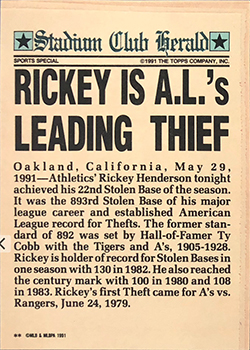 Stadium Club Herald
SPORTS SPECIAL ©1991 THE TOPPS COMPANY, INC.
RICKEY IS A.L.'s
LEADING THIEF
Oakland, California, May 29,
1991—Athletics' Rickey Henderson tonight
achieved his 22nd Stolen Base of the season.
It was the 893rd Stolen Base of his major
league career and established American
League record for Thefts. The former stan-
dard of 892 was set by Hall-of-Famer Ty
Cobb with the Tigers and A's, 1905-1928.
Rickey is holder of record for Stolen Bases in
one season with 130 in 1982. He also reached
the century mark with 100 in 1980 and 108
in 1983. Rickey's first Theft came for A's vs.
Rangers, June 24, 1979.
** ©MLB & MLBPA 1991